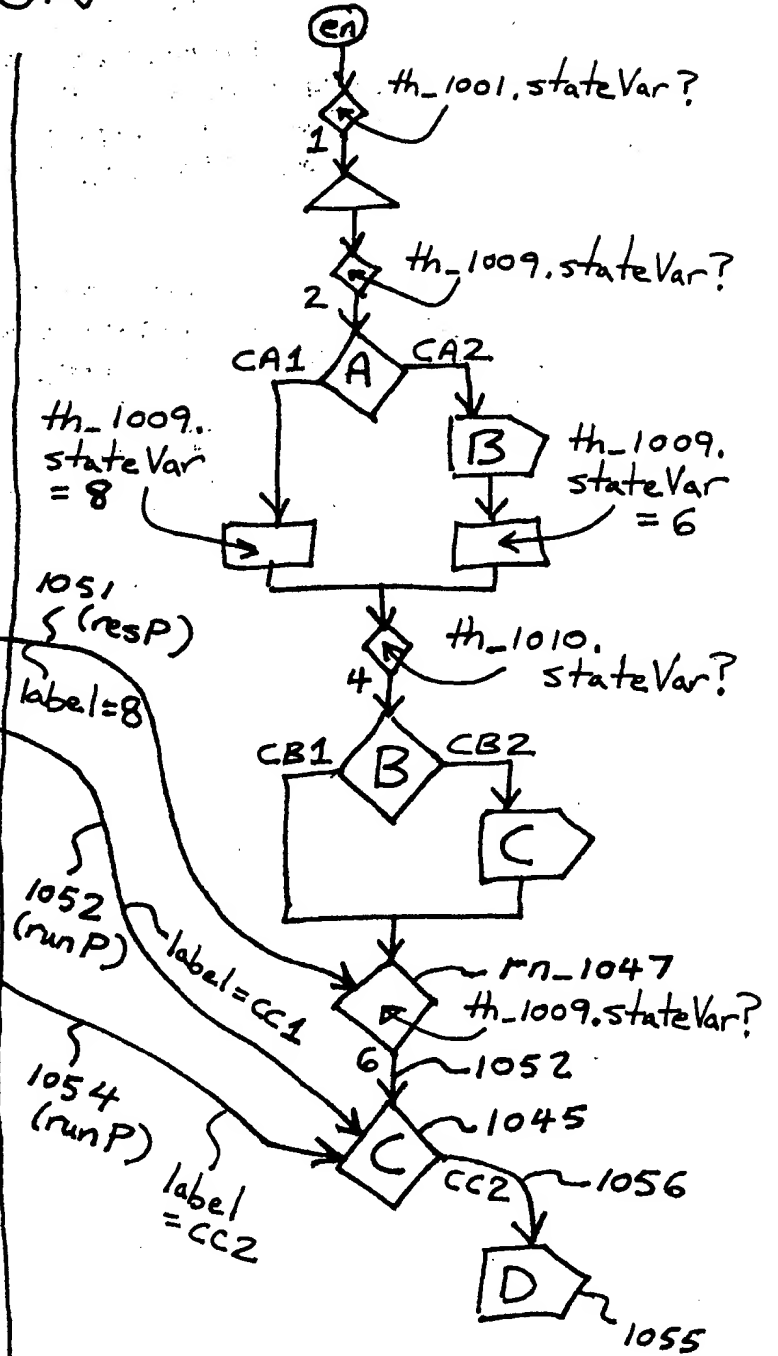 en
th_1001.stateVar?
1
th_1009.stateVar?
2
CA1
A
CA2
th_1009.
stateVar
= 8
B
th_1009.
stateVar
= 6
1051
(resP)
label=8
th_1010.
stateVar?
4
CB1
B
CB2
C
1052
(runP)
label=CC1
rn_1047
th_1009.stateVar?
6
1052
1054
(runP)
label
=CC2
C
1045
CC2
1056
D
1055